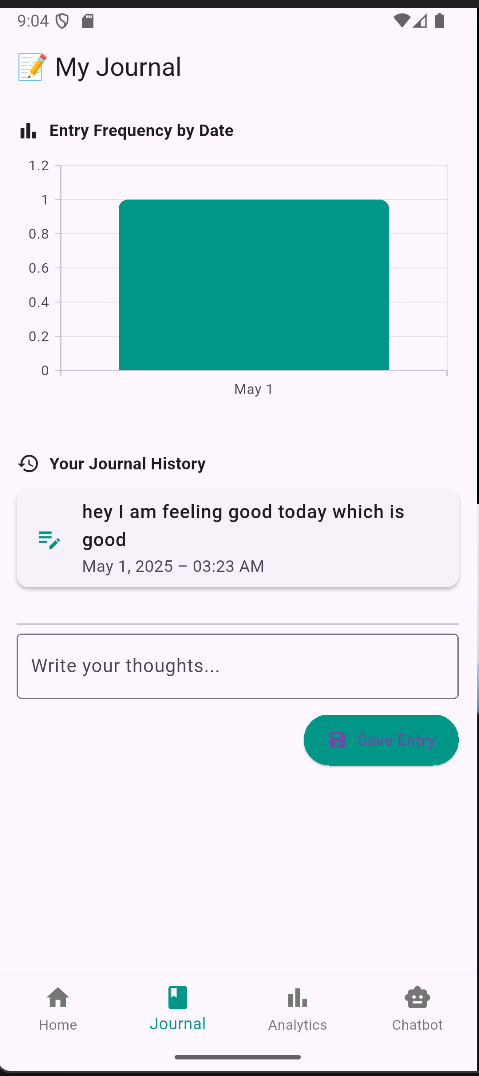 9:04
📝 My Journal
Entry Frequency by Date
1.2
1
0.8
0.6
0.4
0.2
0
May 1
Your Journal History
hey I am feeling good today which is
good
May 1, 2025 – 03:23 AM
Write your thoughts...
Save Entry
Home Journal Analytics Chatbot